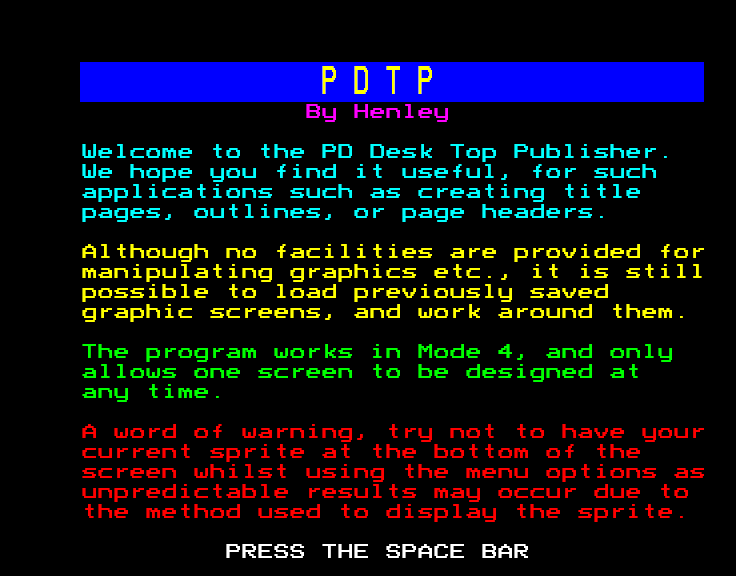 P D T P
By Henley
Welcome to the PD Desk Top Publisher.
We hope you find it useful, for such
applications such as creating title
pages, outlines, or page headers.
Although no facilities are provided for
manipulating graphics etc., it is still
possible to load previously saved
graphic screens, and work around them.
The program works in Mode 4, and only
allows one screen to be designed at
any time.
A word of warning, try not to have your
current sprite at the bottom of the
screen whilst using the menu options as
unpredictable results may occur due to
the method used to display the sprite.
PRESS THE SPACE BAR